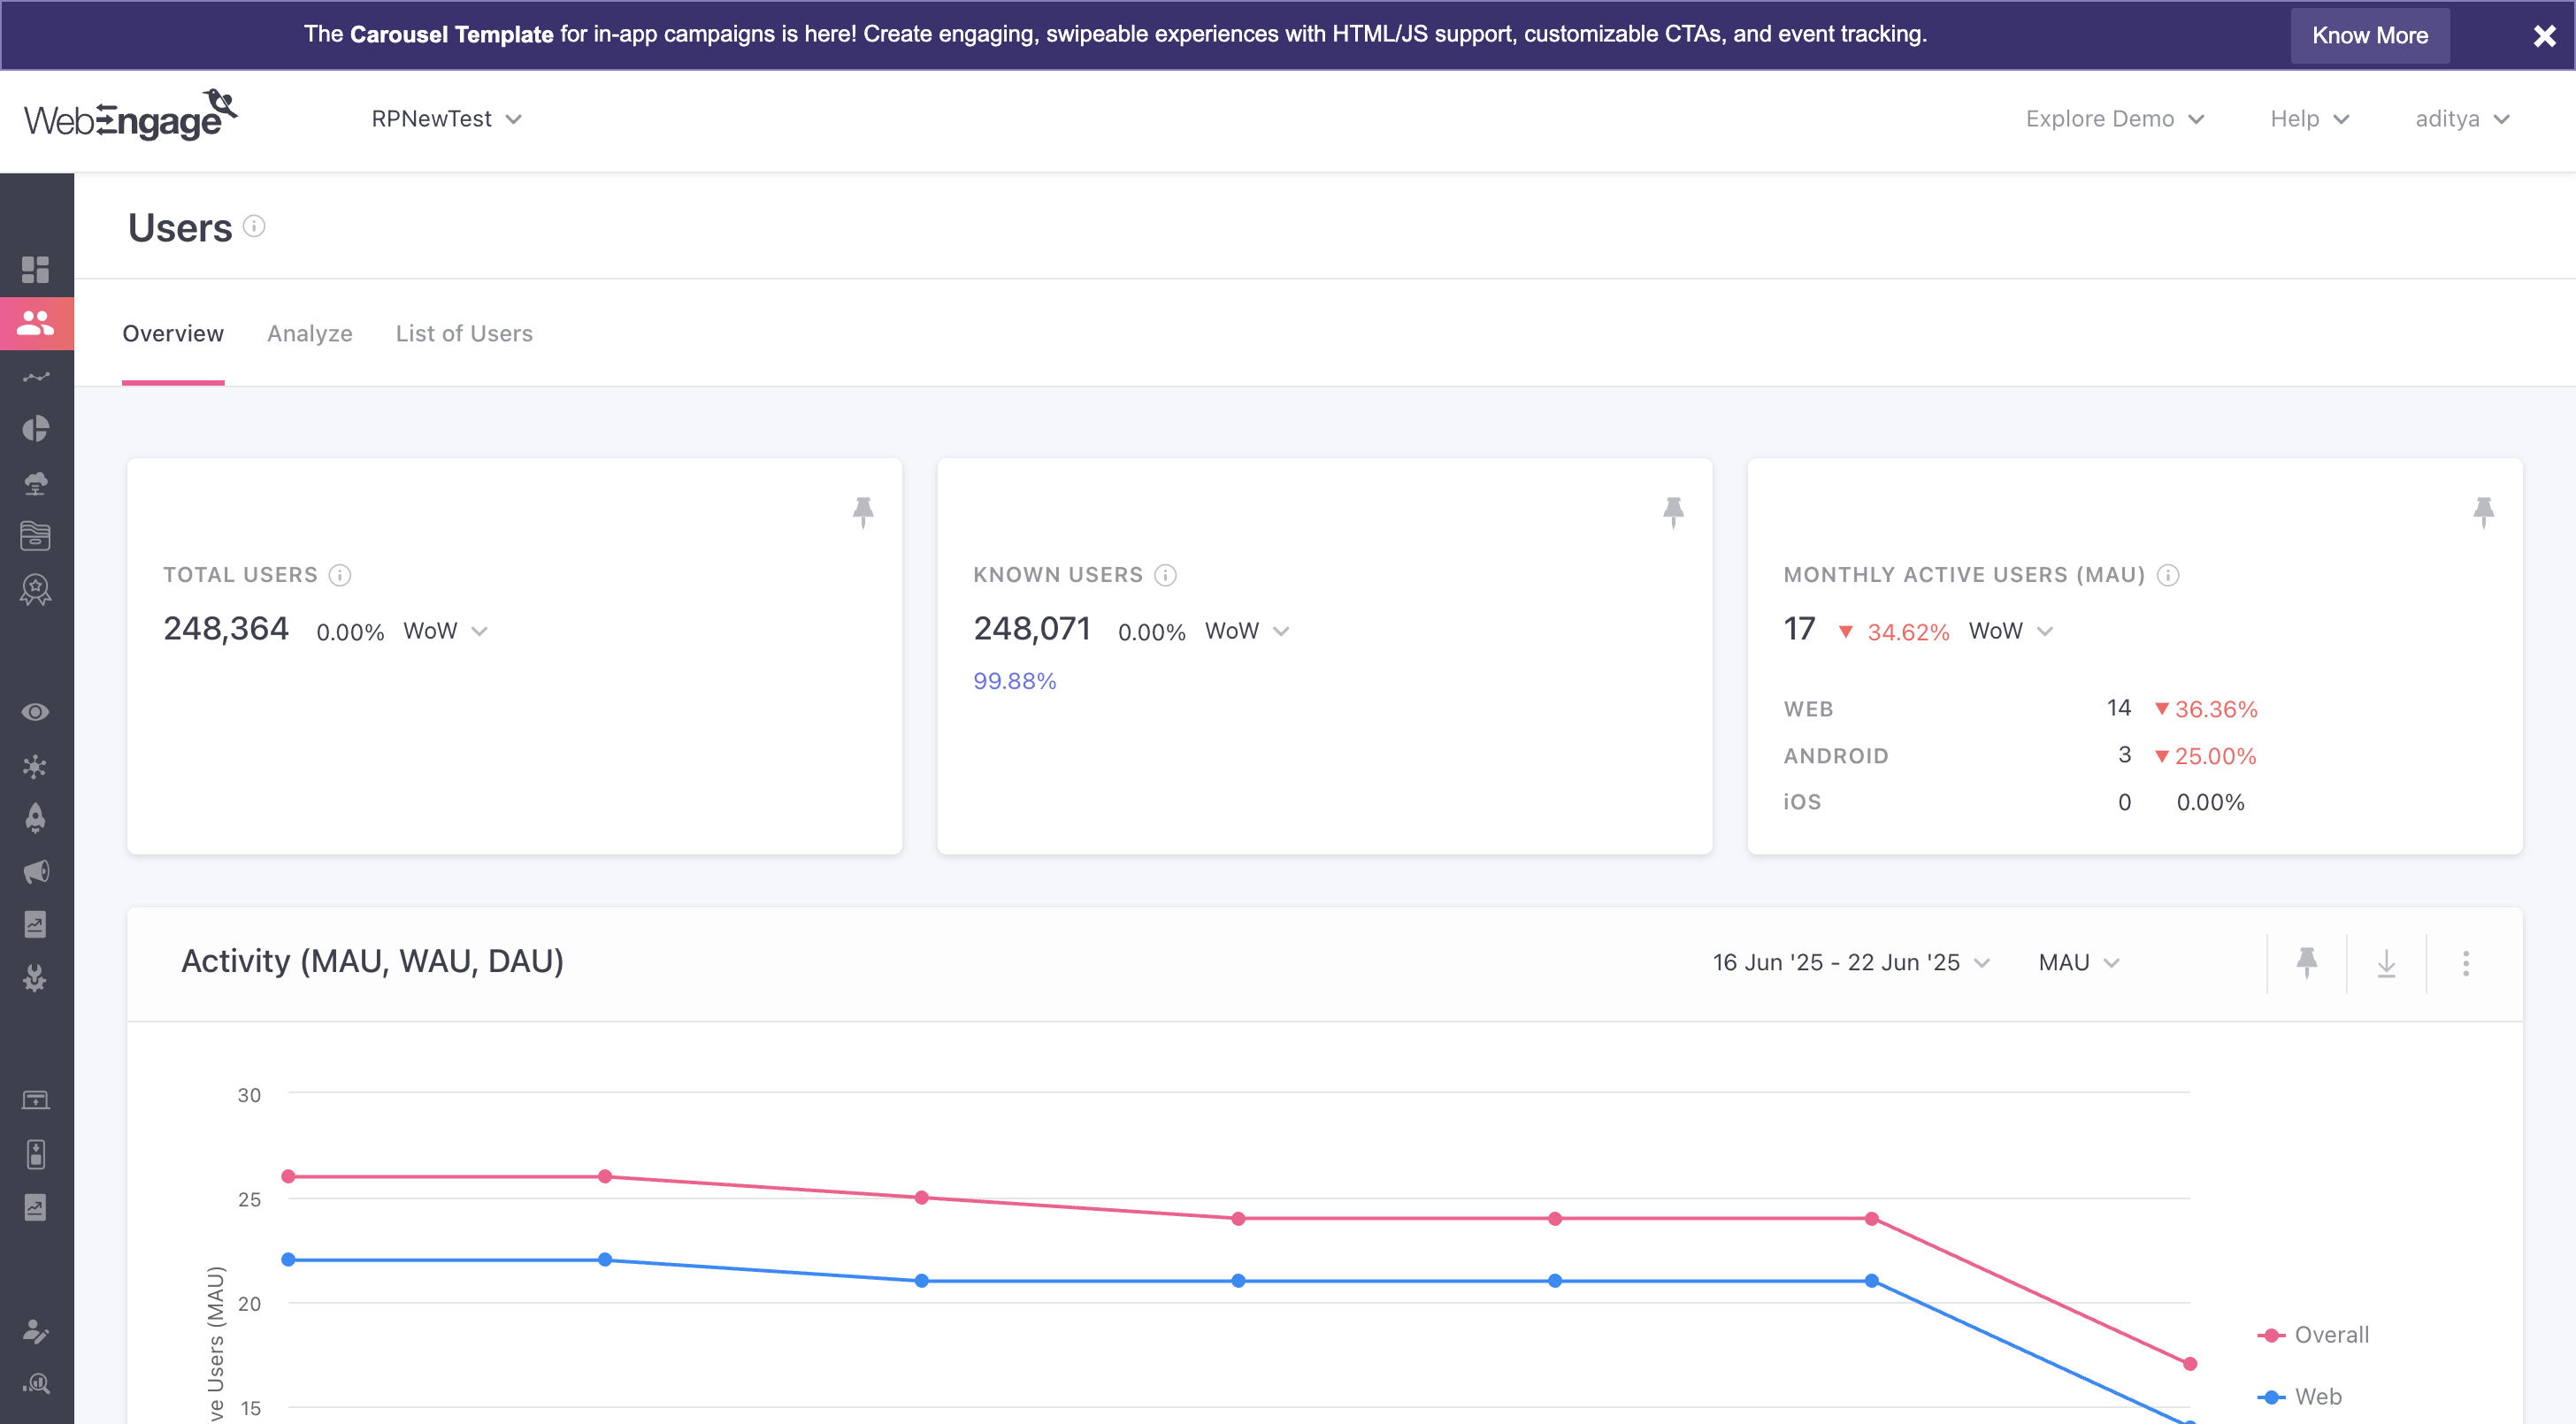 The Carousel Template for in-app campaigns is here! Create engaging, swipeable experiences with HTML/JS support, customizable CTAs, and event tracking.
Know More
WebEngage
RPNewTest
Explore Demo
Help
aditya
Users
Overview
Analyze
List of Users
TOTAL USERS
248,364 0.00% WoW
KNOWN USERS
248,071 0.00% WoW
99.88%
MONTHLY ACTIVE USERS (MAU)
17 34.62% WoW
WEB 14 36.36%
ANDROID 3 25.00%
iOS 0 0.00%
Activity (MAU, WAU, DAU)
16 Jun '25 - 22 Jun '25
MAU
30
25
20
15
ve Users (MAU)
Overall
Web